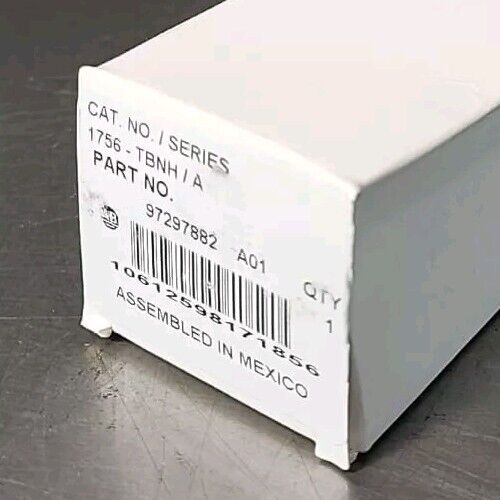 CAT. NO. / SERIES
1756 - TBNH / A
PART NO.
97297882 A01
QTY
1
10612598171856
ASSEMBLED IN MEXICO